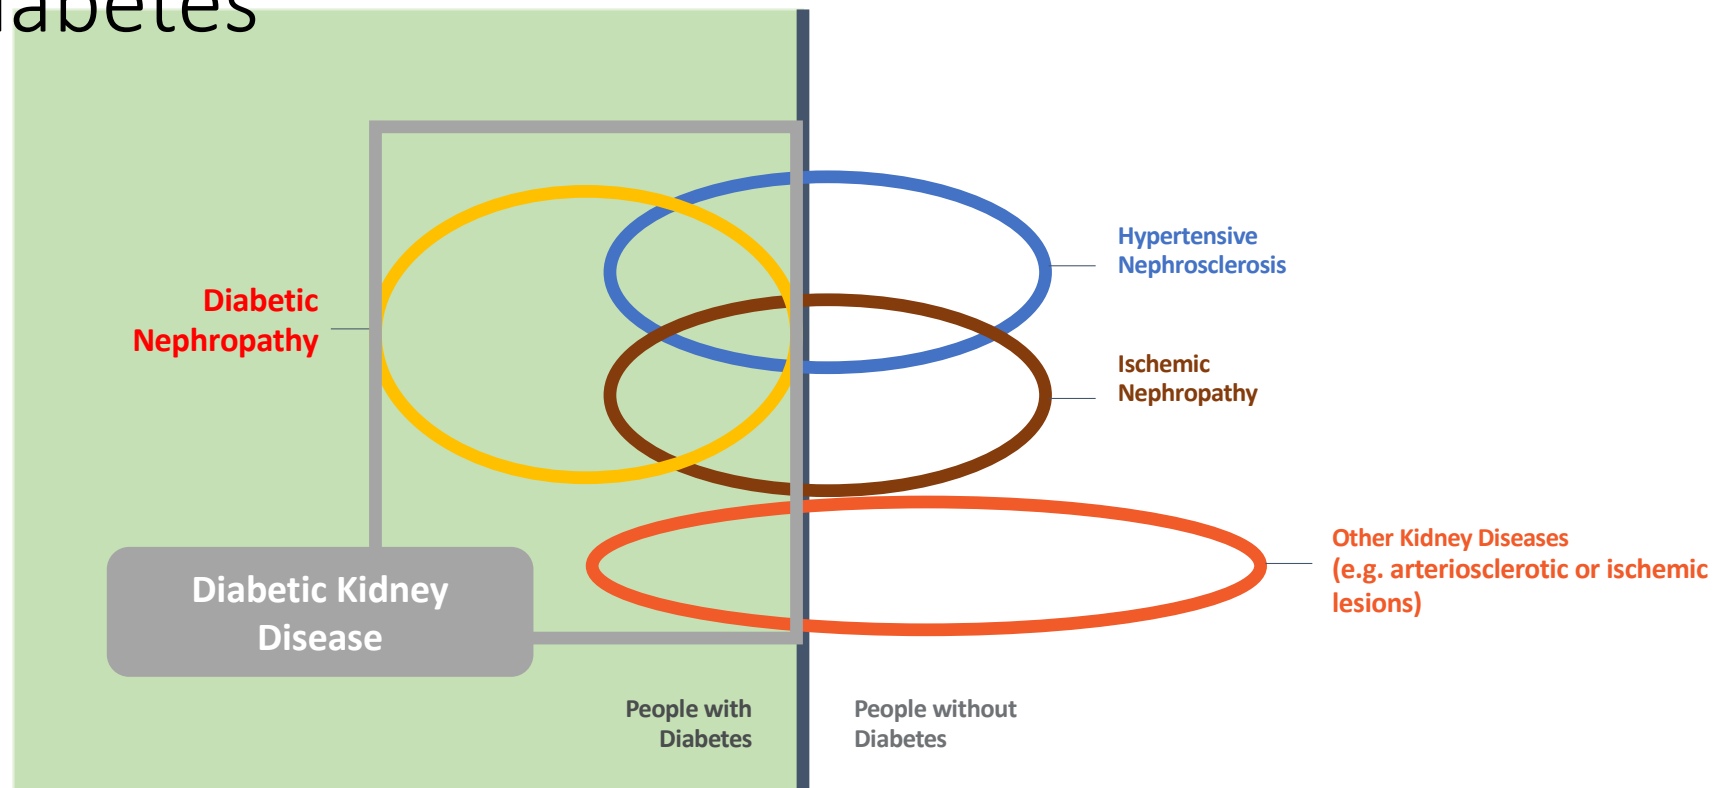 Hypertensive
Nephrosclerosis
Diabetic
Nephropathy
Ischemic
Nephropathy
Other Kidney Diseases
(e.g. arteriosclerotic or ischemic
lesions)
Diabetic Kidney
Disease
People with
Diabetes
People without
Diabetes